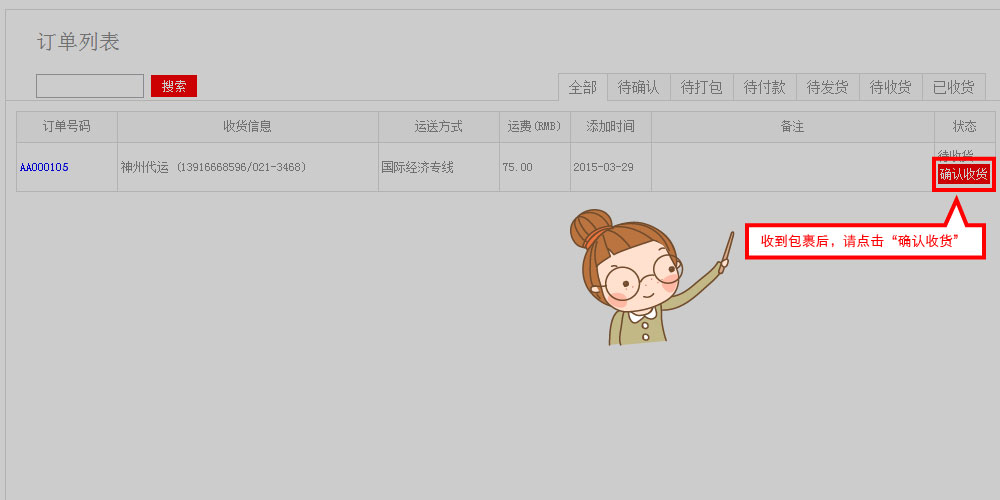 订单列表
搜索
全部 待确认 待打包 待付款 待发货 待收货 已收货
订单号码 收货信息 运送方式 运费(RMB) 添加时间 备注 状态
待收货
AA000105 神州代运 (13916668596/021-3468) 国际经济专线 75.00 2015-03-29
确认收货
收到包裹后，请点击“确认收货”